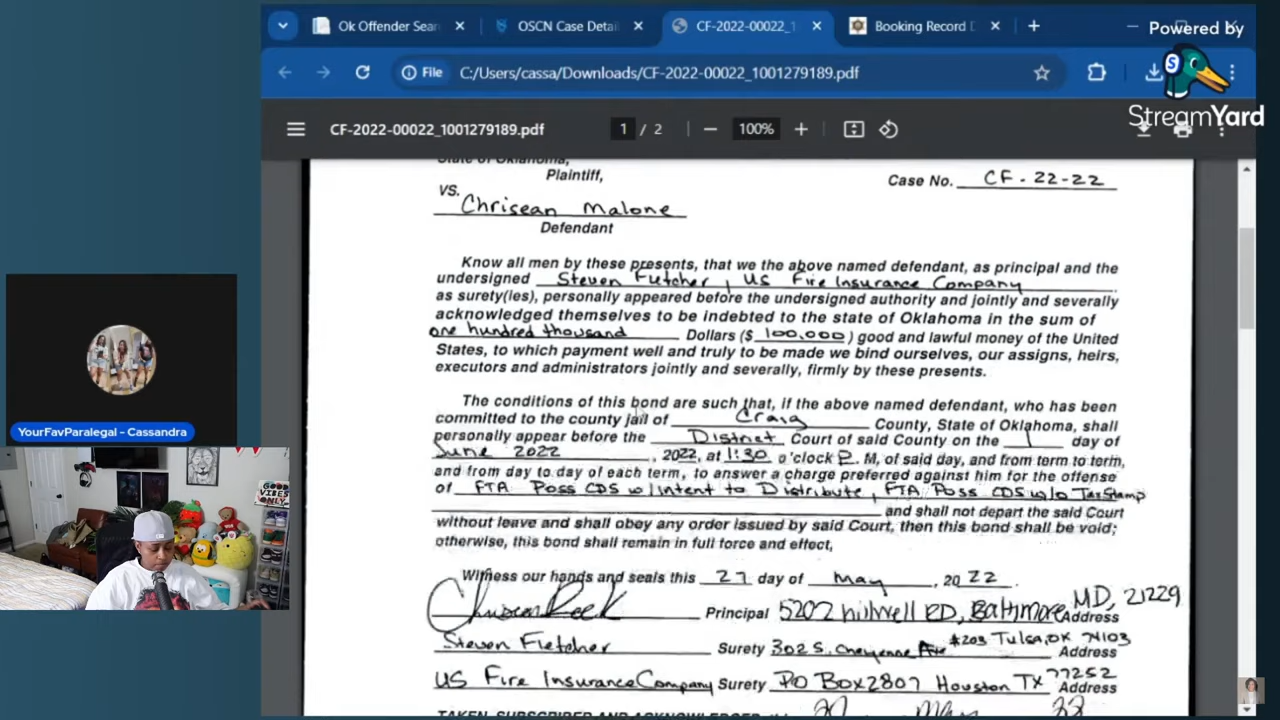 Ok Offender Sear
OSCN Case Detai
CF-2022-00022_1
Booking Record D
Powered by
File C:/Users/cassa/Downloads/CF-2022-00022_1001279189.pdf
StreamYard
CF-2022-00022_1001279189.pdf 1 / 2 100%
State of Oklahoma,
Plaintiff,
Case No. CF-22-22
VS.
Chrisean Malone
Defendant
Know all men by these presents, that we the above named defendant, as principal and the
undersigned Steven Fletcher, US Fire Insurance Company
as surety(ies), personally appeared before the undersigned authority and jointly and severally
acknowledged themselves to be indebted to the state of Oklahoma in the sum of
one hundred thousand Dollars ($ 100,000) good and lawful money of the United
States, to which payment well and truly to be made we bind ourselves, our assigns, heirs,
executors and administrators jointly and severally, firmly by these presents.
The conditions of this bond are such that, if the above named defendant, who has been
committed to the county jail of Craig County, State of Oklahoma, shall
personally appear before the District Court of said County on the 1 day of
June 2022, 2022, at 1:30 o'clock P. M, of said day, and from term to term,
and from day to day of each term, to answer a charge preferred against him for the offense
of FTA Poss CDS w/intent to Distribute, FTA Poss CDS w/o Tax Stamp
and shall not depart the said Court
without leave and shall obey any order issued by said Court, then this bond shall be void;
otherwise, this bond shall remain in full force and effect,
Witness our hands and seals this 27 day of May, 2022.
Principal 5202 RD, Baltimore MD, 21229 Address
Steven Fletcher Surety 302 S. Cheyenne Ave #203 Tulsa, OK 74103 Address
US Fire Insurance Company Surety PO Box 2807 Houston TX 77252 Address
TAKEN, SUBSCRIBED AND ACKNOWLEDGED
YourFavParalegal - Cassandra
GOOD
VIBES
ONLY